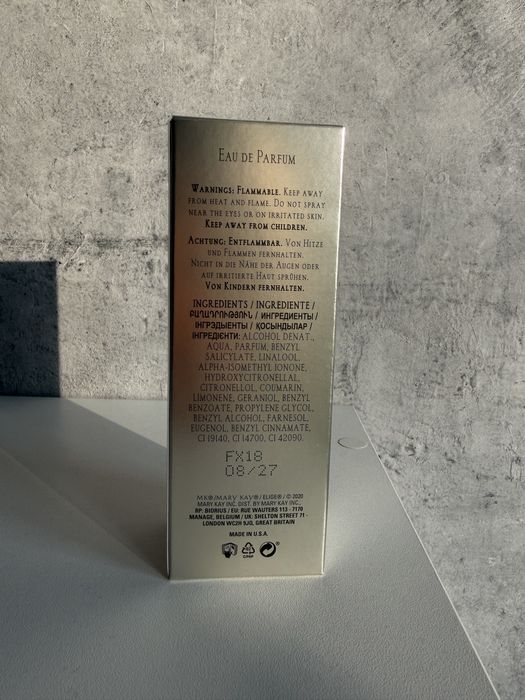 EAU DE PARFUM
WARNINGS: FLAMMABLE. KEEP AWAY
FROM HEAT AND FLAME. DO NOT SPRAY
NEAR THE EYES OR ON IRRITATED SKIN.
KEEP AWAY FROM CHILDREN.
ACHTUNG: ENTFLAMMBAR. VON HITZE
UND FLAMMEN FERNHALTEN.
NICHT IN DIE NÄHE DER AUGEN ODER
AUF IRRITIERTE HAUT SPRÜHEN.
VON KINDERN FERNHALTEN.
INGREDIENTS / INGREDIENTE /
ԲԱՂԱԴՐՈՒԹՅՈՒՆ / ИНГРЕДИЕНТЫ /
ІНГРЭДЫЕНТЫ / ҚОСЫНДЫЛАР /
ІНГРЕДІЄНТИ: ALCOHOL DENAT.,
AQUA, PARFUM, BENZYL
SALICYLATE, LINALOOL,
ALPHA-ISOMETHYL IONONE,
HYDROXYCITRONELLAL,
CITRONELLOL, COUMARIN,
LIMONENE, GERANIOL, BENZYL
BENZOATE, PROPYLENE GLYCOL,
BENZYL ALCOHOL, FARNESOL,
EUGENOL, BENZYL CINNAMATE,
CI 19140, CI 14700, CI 42090.
FX18
08/27
MK®/MARY KAY®/ELIGE®/© 2020
MARY KAY INC. DIST. BY MARY KAY INC.,
RP: BIORIUS / EU: RUE WAUTERS 113 - 7170
MANAGE, BELGIUM / UK: SHELTON STREET 71 -
LONDON WC2H 9JQ, GREAT BRITAIN
MADE IN U.S.A.